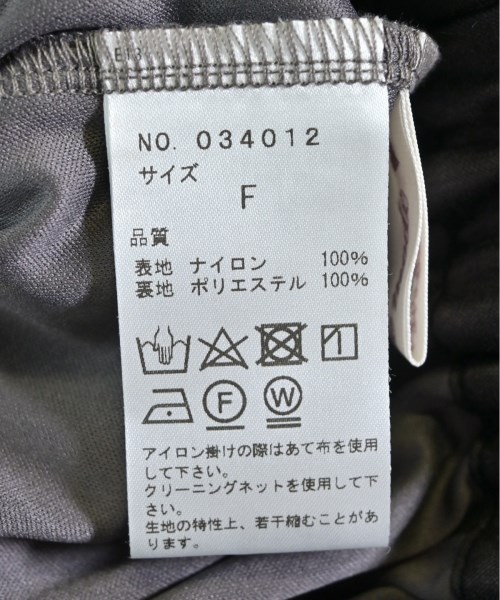 NO. 034012
サイズ
F
品質
表地 ナイロン 100%
裏地 ポリエステル 100%
F W
アイロン掛けの際はあて布を使用
して下さい。
クリーニングネットを使用して下
さい。
生地の特性上、若干縮むことがあ
ります。